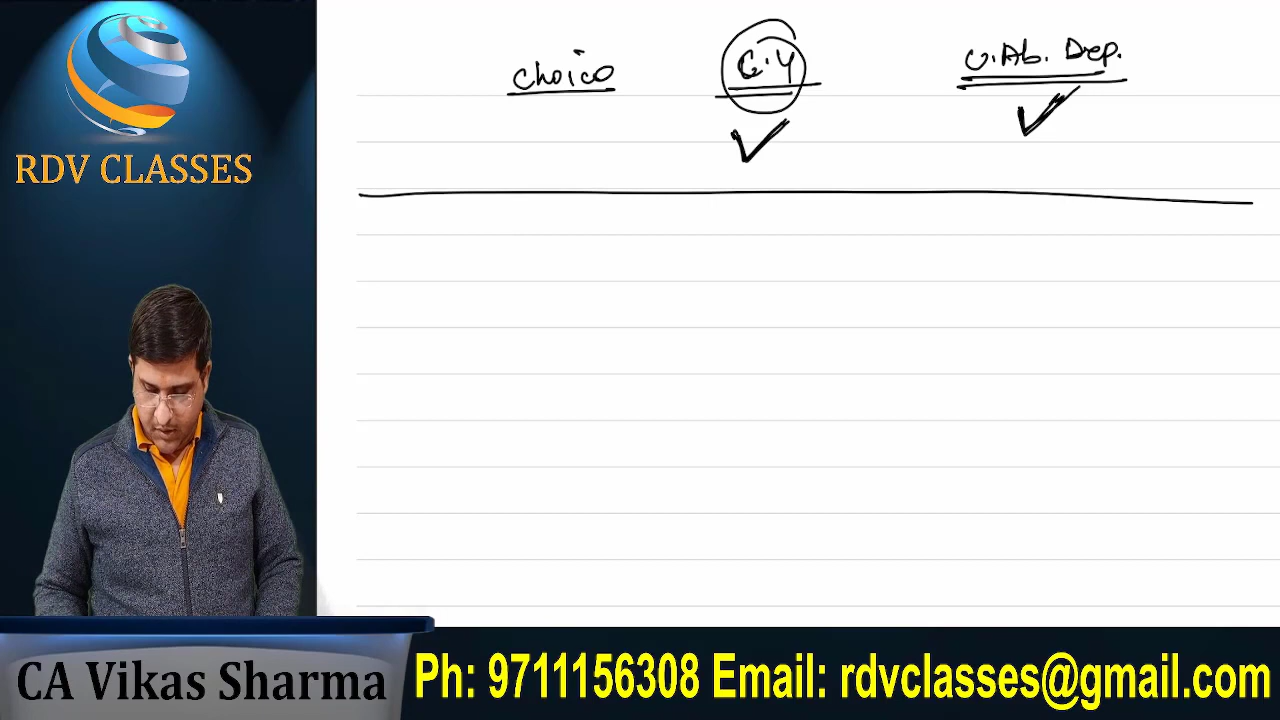 choice C.Y U.Ab. Dep.
RDV CLASSES
CA Vikas Sharma
Ph: 9711156308 Email: rdvclasses@gmail.com